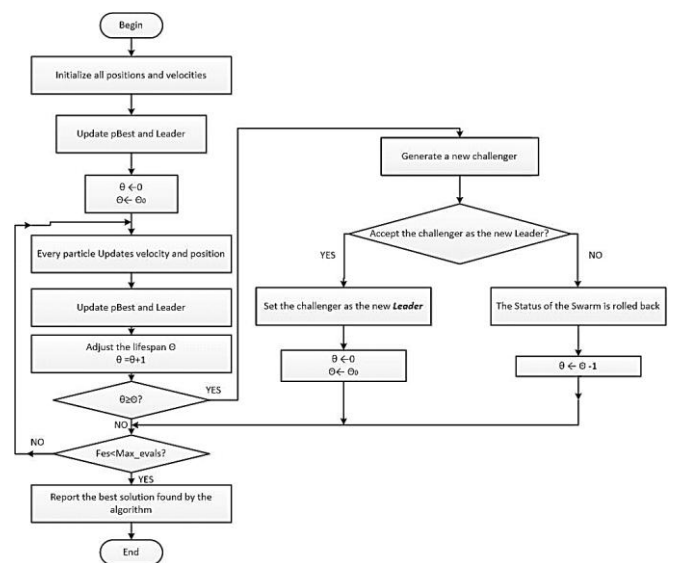 Begin
Initialize all positions and velocities
Update pBest and Leader
θ ←0
Θ← Θ₀
Every particle Updates velocity and position
Update pBest and Leader
Adjust the lifespan Θ
θ =θ+1
θ≥Θ?
YES
NO
Fes<Max_evals?
NO
YES
Report the best solution found by the
algorithm
End
Generate a new challenger
Accept the challenger as the new Leader?
YES
NO
Set the challenger as the new Leader
θ ←0
Θ← Θ₀
The Status of the Swarm is rolled back
θ ← Θ -1